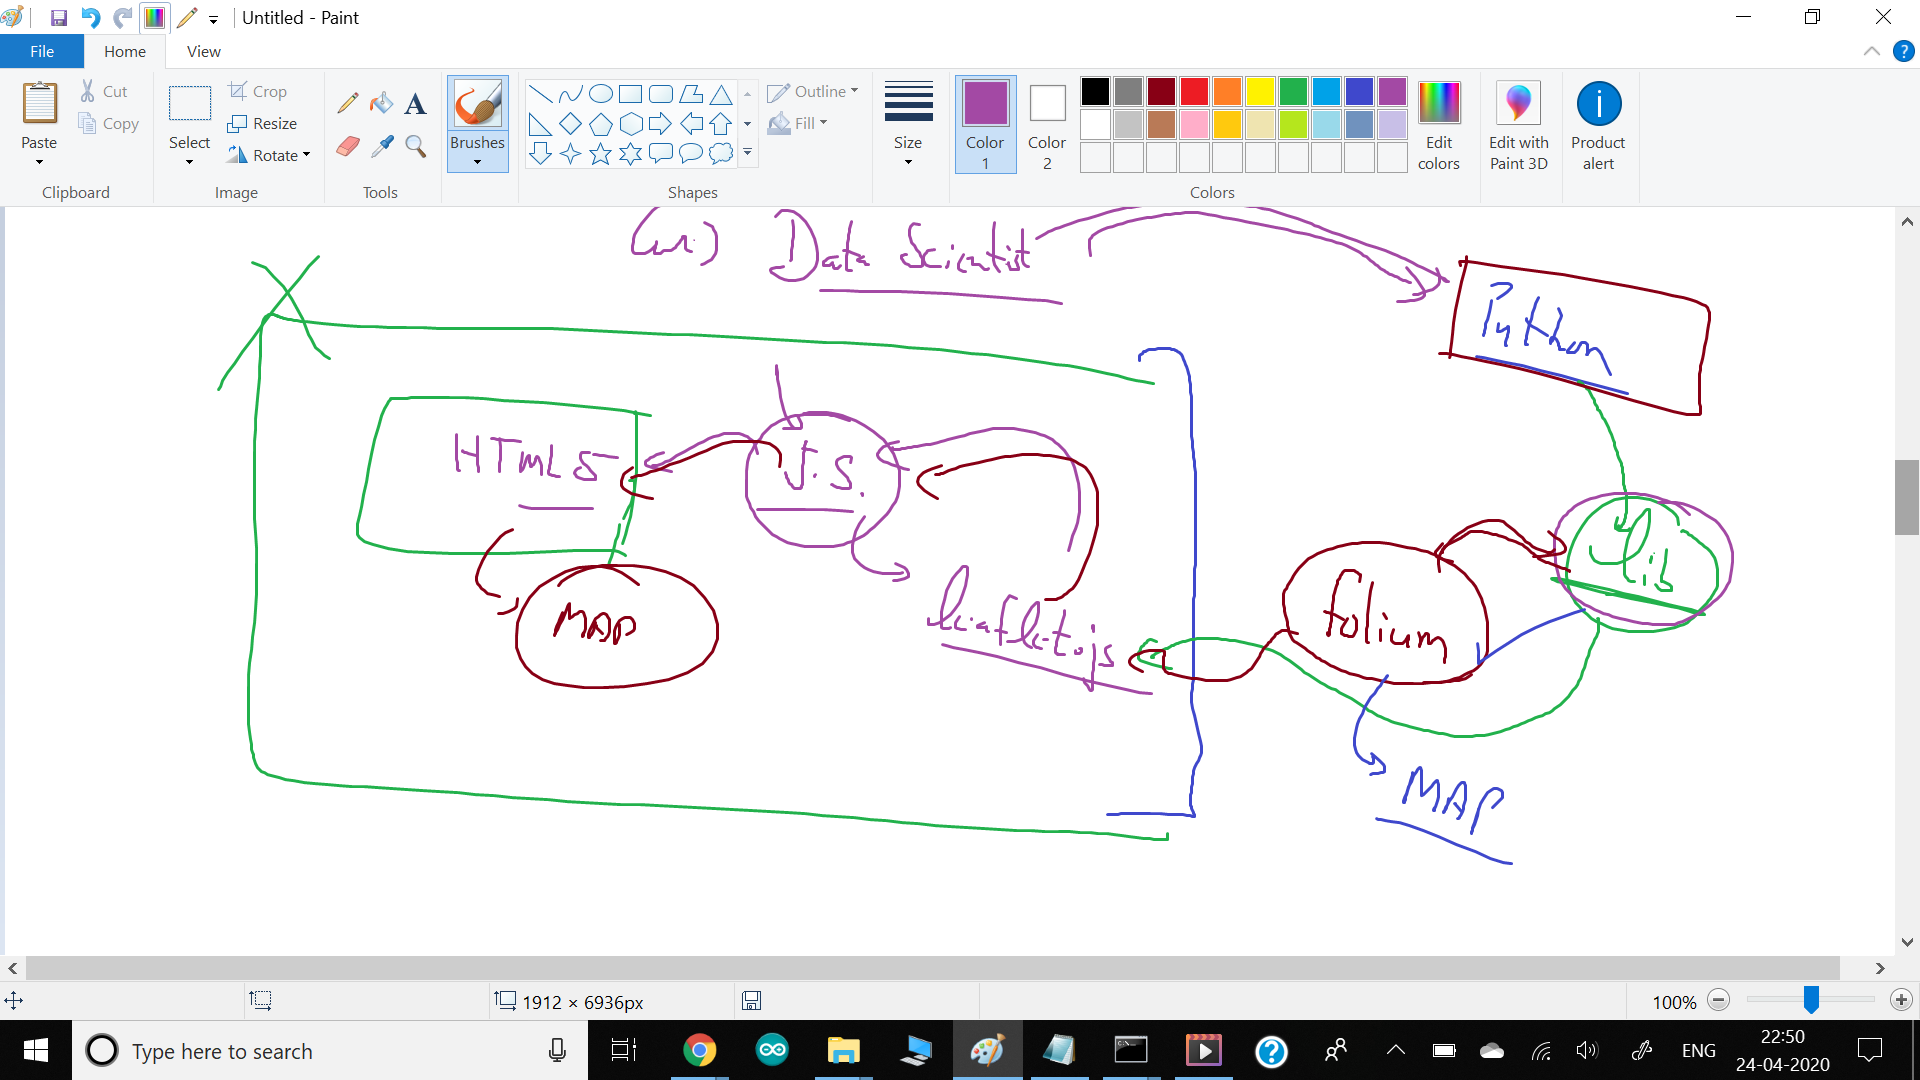 Untitled - Paint
File Home View
Paste
Cut
Copy
Clipboard
Select
Crop
Resize
Rotate
Image
Tools
Brushes
Shapes
Outline
Fill
Size
Color 1
Color 2
Colors
Edit colors
Edit with Paint 3D
Product alert
Data Scientist
Python
HTML5
J.S.
MAP
leaflet.js
folium
lib
MAP
1912 × 6936px
100%
Type here to search
ENG
22:50
24-04-2020